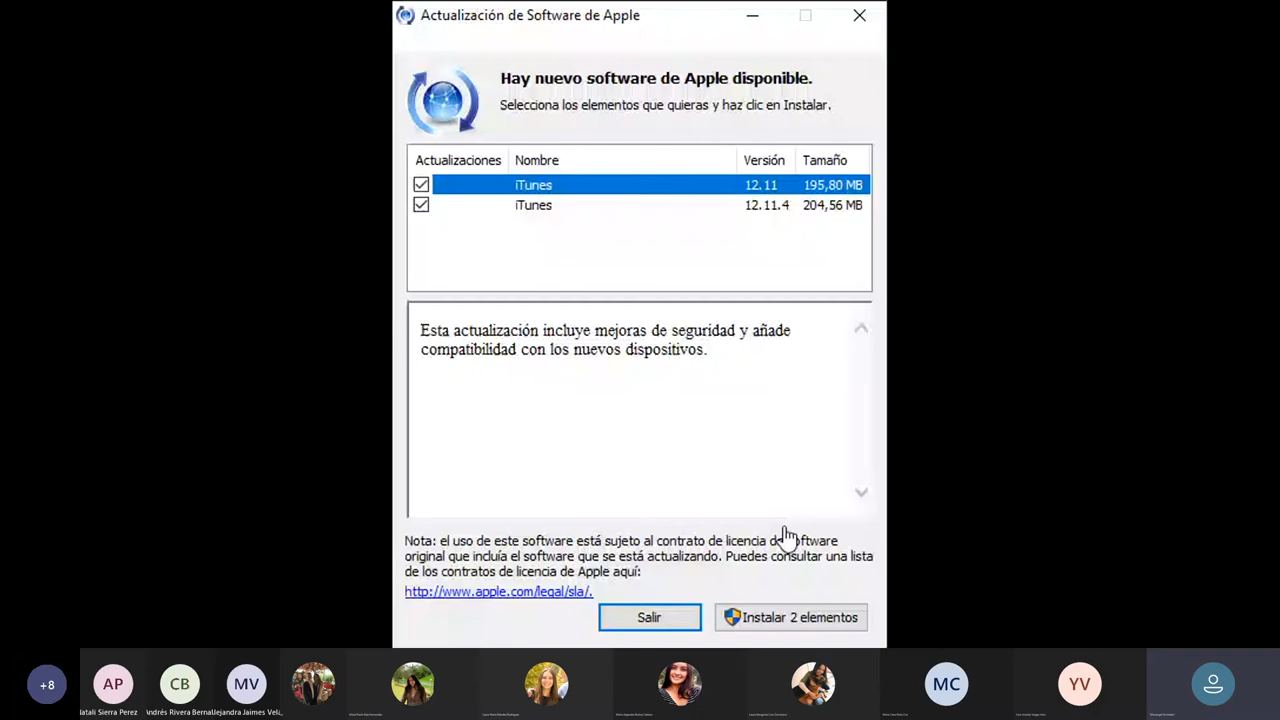 Actualización de Software de Apple
Hay nuevo software de Apple disponible.
Selecciona los elementos que quieras y haz clic en Instalar.
Actualizaciones Nombre Versión Tamaño
iTunes 12.11 195,80 MB
iTunes 12.11.4 204,56 MB
Esta actualización incluye mejoras de seguridad y añade
compatibilidad con los nuevos dispositivos.
Nota: el uso de este software está sujeto al contrato de licencia de software
original que incluía el software que se está actualizando. Puedes consultar una lista
de los contratos de licencia de Apple aquí:
http://www.apple.com/legal/sla/.
Salir Instalar 2 elementos
+8 AP CB MV MC YV
Natali Sierra Perez